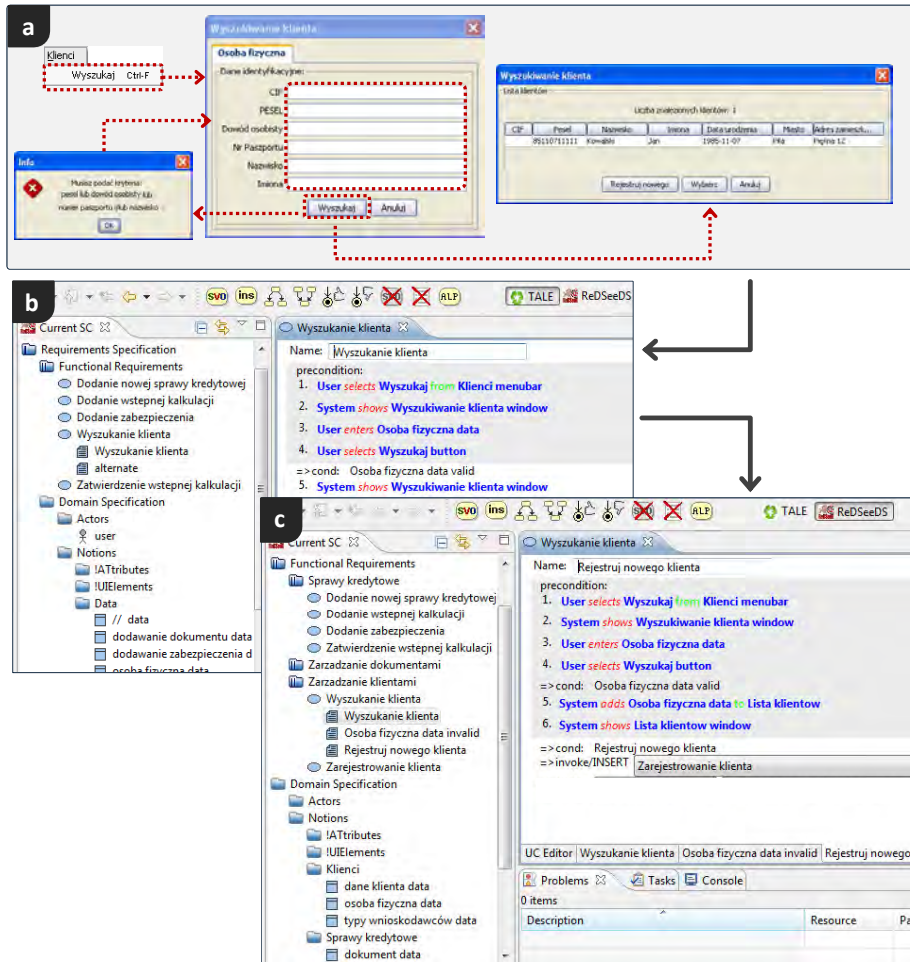 a
Klienci
Wyszukaj Ctrl-F
Wyszukiwanie klienta
Osoba fizyczna
Dane identyfikacyjne:
CIF
PESEL
Dowód osobisty
Nr Paszportu
Nazwisko
Imiona
Wyszukaj Anuluj
Info
Musisz podać kryteria:
pesel lub dowód osobisty lub
numer paszportu lub nazwisko
Ok
Wyszukiwanie klienta
Lista klientów
Liczba znalezionych klientów: 1
CIF Pesel Nazwisko Imiona Data urodzenia Miasto Adres zamieszk...
85110711111 Kowalski Jan 1985-11-07 Piła Piękna 12
Rejestruj nowego Wybierz Anuluj
b
svo ins ALP TALE ReDSeeDS
Current SC
Requirements Specification
Functional Requirements
Dodanie nowej sprawy kredytowej
Dodanie wstepnej kalkulacji
Dodanie zabezpieczenia
Wyszukanie klienta
Wyszukanie klienta
alternate
Zatwierdzenie wstepnej kalkulacji
Domain Specification
Actors
user
Notions
!ATtributes
!UIElements
Data
// data
dodawanie dokumentu data
dodawanie zabezpieczenia d
osoba fizyczna data
Wyszukanie klienta
Name: Wyszukanie klienta
precondition:
1. User selects Wyszukaj from Klienci menubar
2. System shows Wyszukiwanie klienta window
3. User enters Osoba fizyczna data
4. User selects Wyszukaj button
=>cond: Osoba fizyczna data valid
5. System shows Wyszukiwanie klienta window
c
svo ins ALP TALE ReDSeeDS
Current SC
Functional Requirements
Sprawy kredytowe
Dodanie nowej sprawy kredytowej
Dodanie wstepnej kalkulacji
Dodanie zabezpieczenia
Zatwierdzenie wstepnej kalkulacji
Zarzadzanie dokumentami
Zarzadzanie klientami
Wyszukanie klienta
Wyszukanie klienta
Osoba fizyczna data invalid
Rejestruj nowego klienta
Zarejestrowanie klienta
Domain Specification
Actors
Notions
!ATtributes
!UIElements
Klienci
dane klienta data
osoba fizyczna data
typy wnioskodawców data
Sprawy kredytowe
dokument data
Wyszukanie klienta
Name: Rejestruj nowego klienta
precondition:
1. User selects Wyszukaj from Klienci menubar
2. System shows Wyszukiwanie klienta window
3. User enters Osoba fizyczna data
4. User selects Wyszukaj button
=>cond: Osoba fizyczna data valid
5. System adds Osoba fizyczna data to Lista klientow
6. System shows Lista klientow window
=>cond: Rejestruj nowego klienta
=>invoke/INSERT Zarejestrowanie klienta
UC Editor Wyszukanie klienta Osoba fizyczna data invalid Rejestruj nowego
Problems Tasks Console
0 items
Description Resource Pa